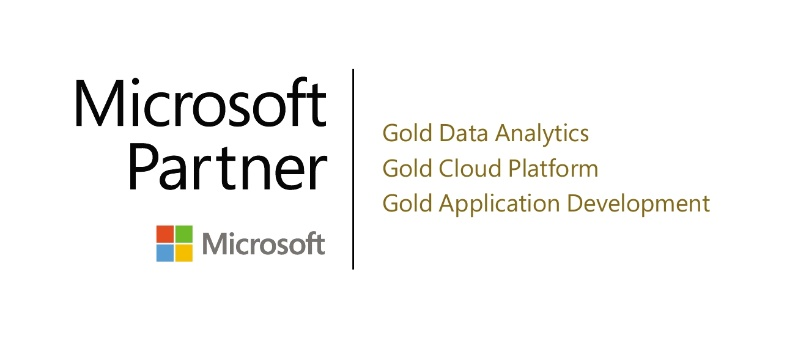 Microsoft
Partner
Microsoft
Gold Data Analytics
Gold Cloud Platform
Gold Application Development